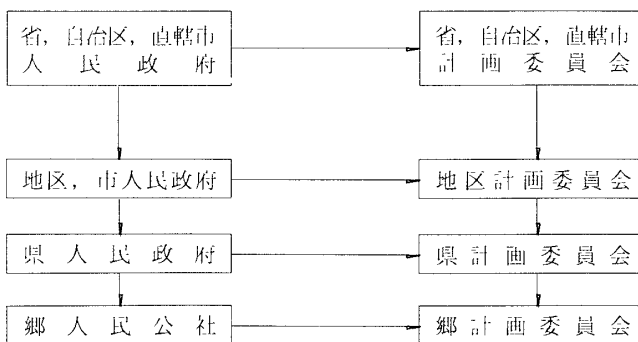 省，自治区，直轄市
人民政府
省，自治区，直轄市
計画委員会
地区，市人民政府
地区計画委員会
県人民政府
県計画委員会
郷人民公社
郷計画委員会